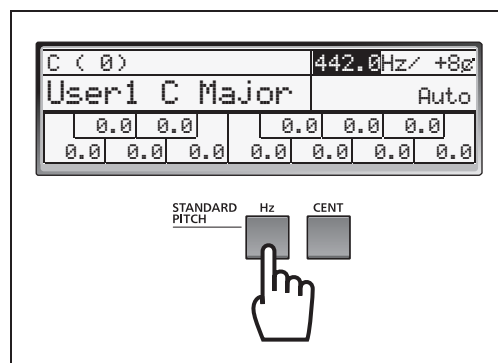 C ( 0) 442.0Hz/ +8¢
User1 C Major Auto
0.0 0.0 0.0 0.0 0.0
0.0 0.0 0.0 0.0 0.0 0.0 0.0
STANDARD PITCH Hz CENT